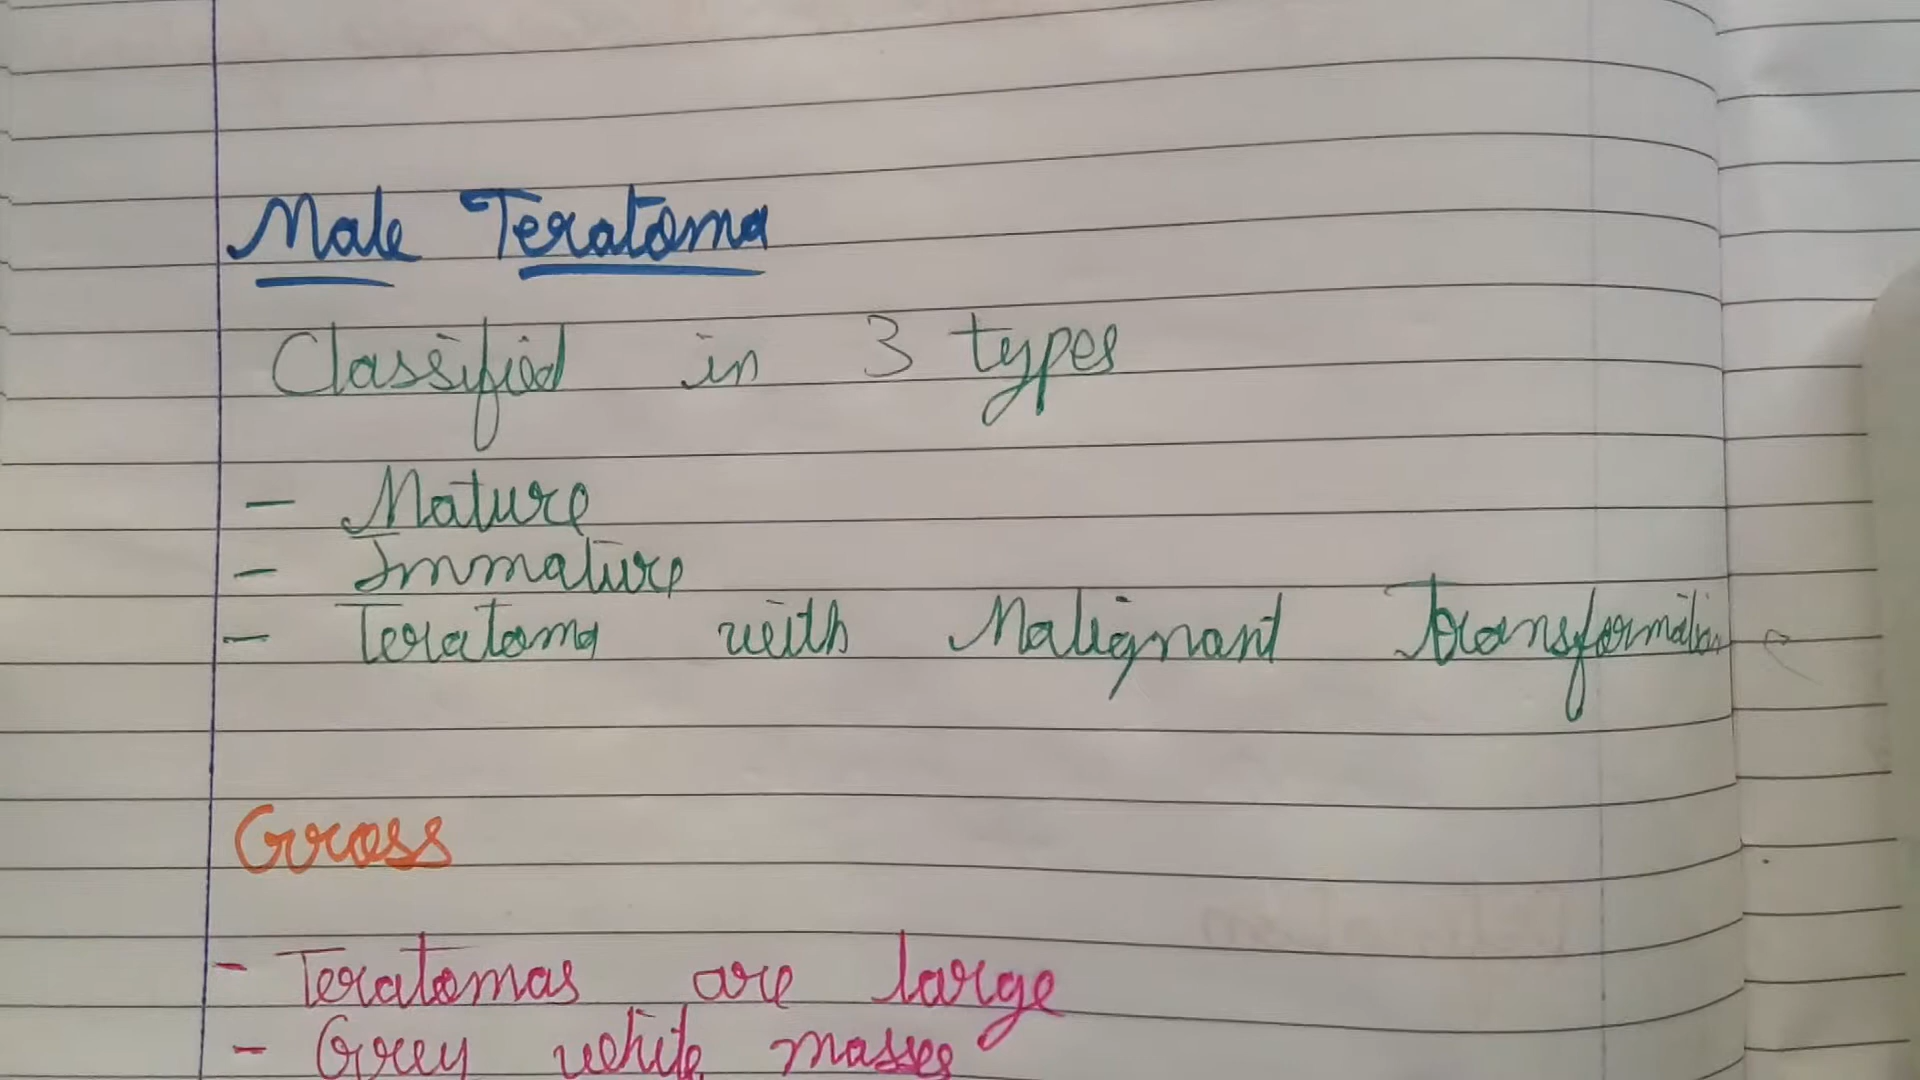 Male Teratoma
Classified in 3 types
- Mature
- Immature
- Teratoma with Malignant Transformation
Gross
- Teratomas are large
- Grey white masses